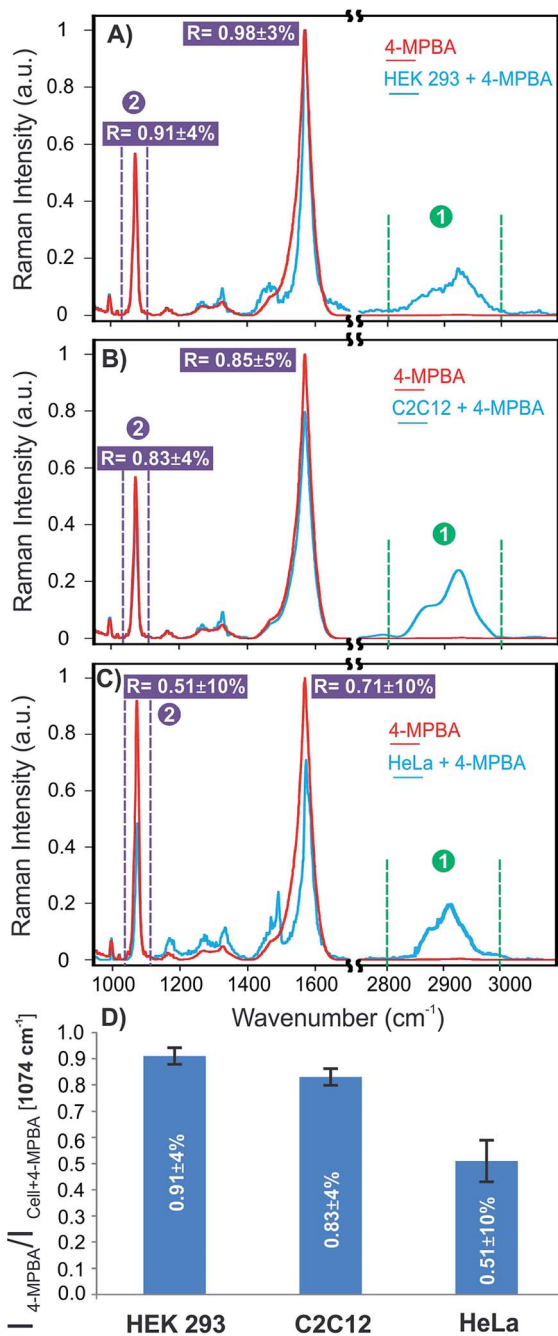 A)
R= 0.98±3%
4-MPBA
HEK 293 + 4-MPBA
2
R= 0.91±4%
1
Raman Intensity (a.u.)
1
0.8
0.6
0.4
0.2
0
B)
R= 0.85±5%
4-MPBA
C2C12 + 4-MPBA
2
R= 0.83±4%
1
Raman Intensity (a.u.)
1
0.8
0.6
0.4
0.2
0
C)
R= 0.51±10%
R= 0.71±10%
2
4-MPBA
HeLa + 4-MPBA
1
Raman Intensity (a.u.)
1
0.8
0.6
0.4
0.2
0
1000 1200 1400 1600 2800 2900 3000
Wavenumber (cm-1)
D)
I 4-MPBA/I Cell+4-MPBA [1074 cm-1]
1.0
0.9
0.8
0.7
0.6
0.5
0.4
0.3
0.2
0.1
0.0
0.91±4%
0.83±4%
0.51±10%
HEK 293 C2C12 HeLa